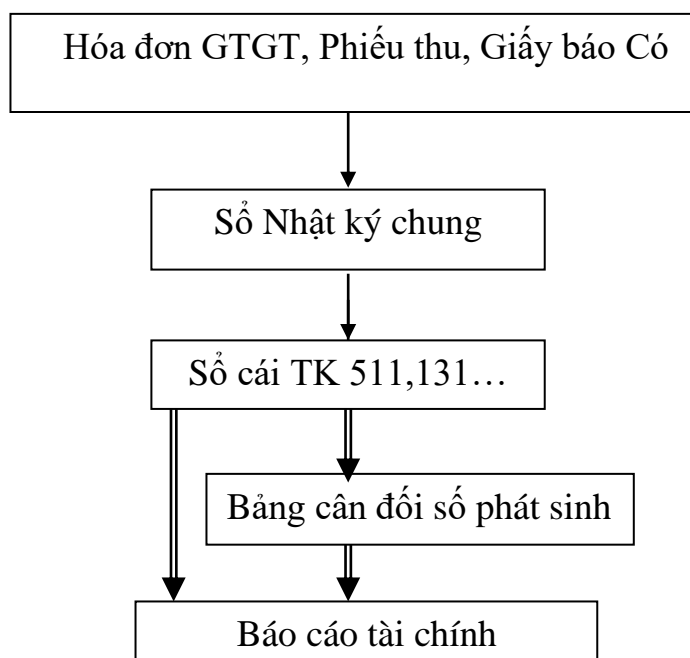 Hóa đơn GTGT, Phiếu thu, Giấy báo Có
Sổ Nhật ký chung
Sổ cái TK 511,131…
Bảng cân đối số phát sinh
Báo cáo tài chính